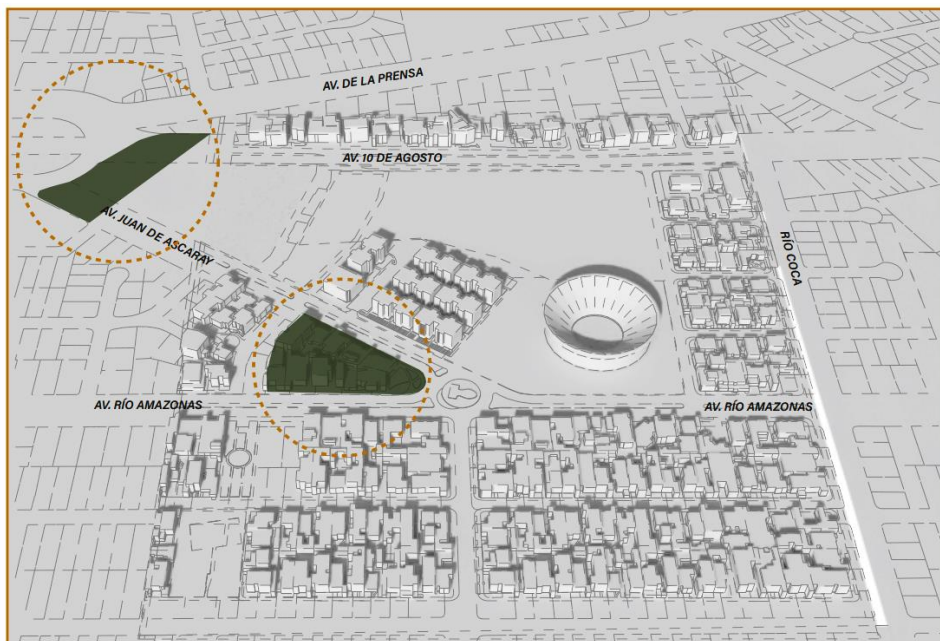 AV. DE LA PRENSA
AV. 10 DE AGOSTO
AV. JUAN DE ASCARAY
RÍO COCA
AV. RÍO AMAZONAS
AV. RÍO AMAZONAS